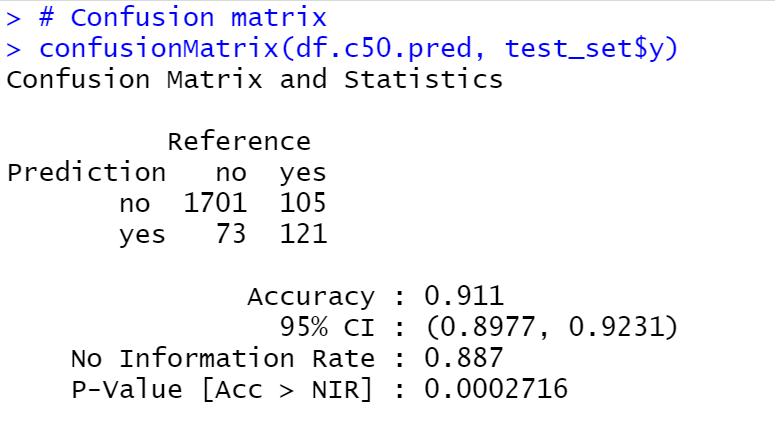 > # Confusion matrix
> confusionMatrix(df.c50.pred, test_set$y)
Confusion Matrix and Statistics
Reference
Prediction no yes
no 1701 105
yes 73 121
Accuracy : 0.911
95% CI : (0.8977, 0.9231)
No Information Rate : 0.887
P-Value [Acc > NIR] : 0.0002716